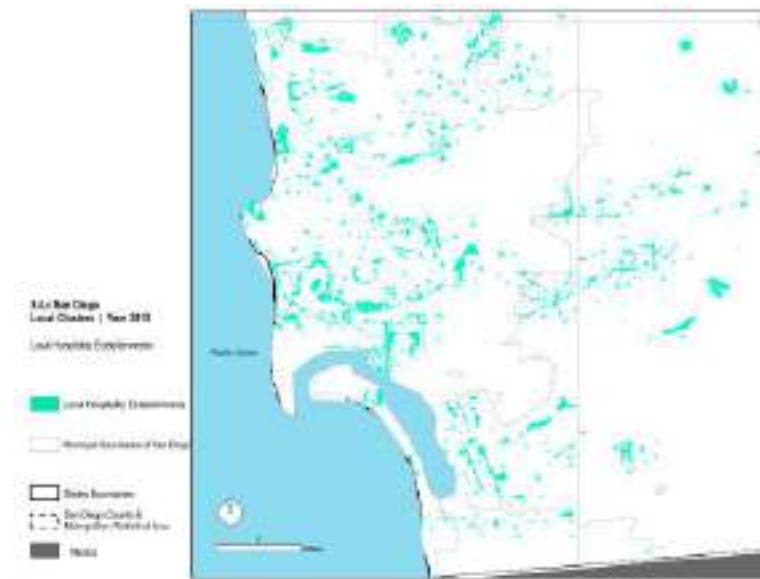 San Diego
Local Clusters | Year
Local Hospitality Establishments
Pacific Ocean
Local Hospitality Establishments
Municipal Boundaries of San Diego
States Boundaries
San Diego County &
Metropolitan Statistical Area
Mexico